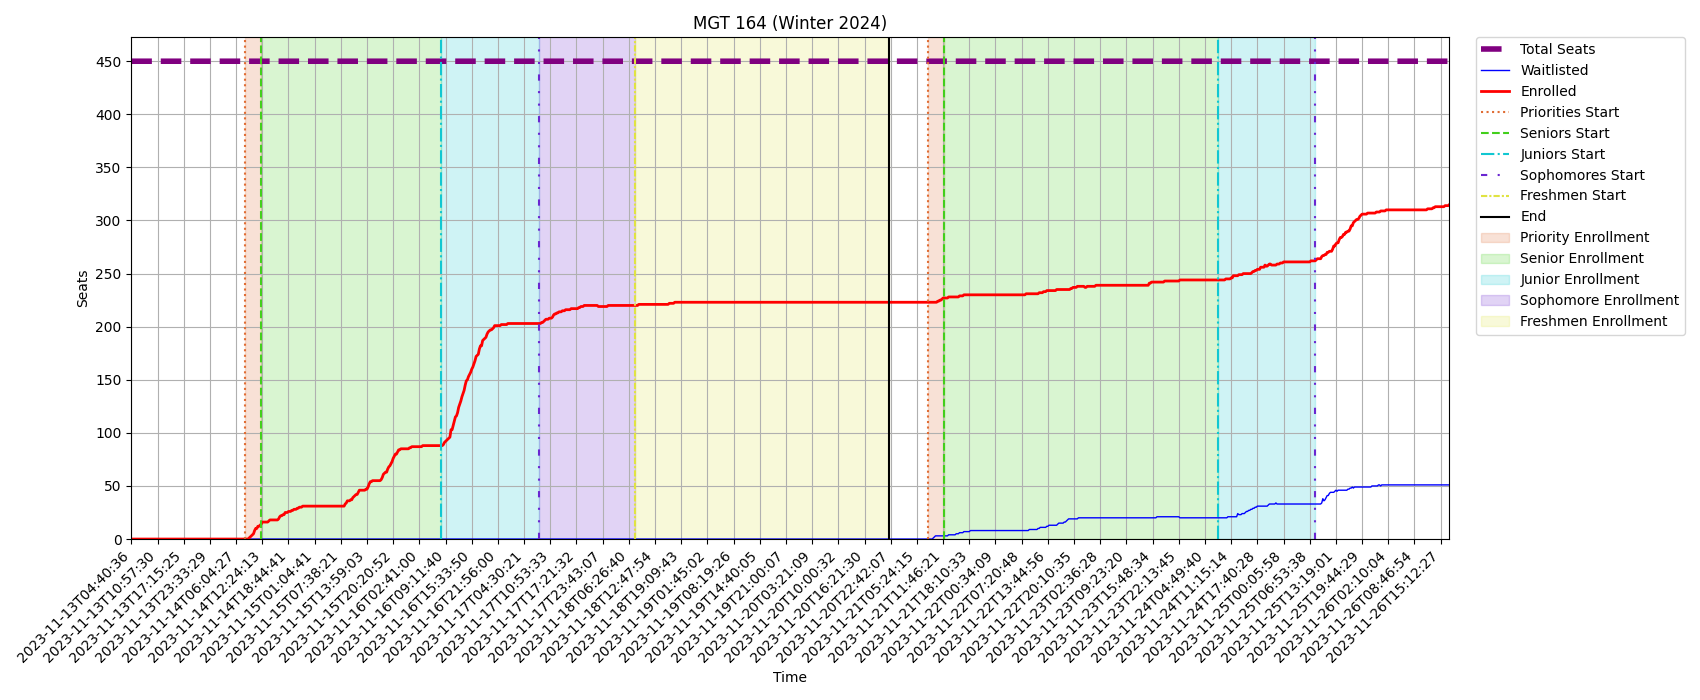 MGT 164 (Winter 2024)
Seats
450
400
350
300
250
200
150
100
50
0
2023-11-13T04:40:36
2023-11-13T10:57:30
2023-11-13T17:15:25
2023-11-13T23:33:29
2023-11-14T06:04:27
2023-11-14T12:24:13
2023-11-14T18:44:41
2023-11-15T01:04:41
2023-11-15T07:38:21
2023-11-15T13:59:03
2023-11-15T20:20:52
2023-11-16T02:41:00
2023-11-16T09:11:40
2023-11-16T15:33:50
2023-11-16T21:56:00
2023-11-17T04:30:21
2023-11-17T10:53:33
2023-11-17T17:21:32
2023-11-17T23:43:07
2023-11-18T06:26:40
2023-11-18T12:47:54
2023-11-18T19:09:43
2023-11-19T01:45:02
2023-11-19T08:19:26
2023-11-19T14:40:05
2023-11-19T21:00:07
2023-11-20T03:21:09
2023-11-20T10:00:32
2023-11-20T16:21:30
2023-11-20T22:42:07
2023-11-21T05:24:15
2023-11-21T11:46:21
2023-11-21T18:10:33
2023-11-22T00:34:09
2023-11-22T07:20:48
2023-11-22T13:44:56
2023-11-22T20:10:35
2023-11-23T02:36:28
2023-11-23T09:23:20
2023-11-23T15:48:34
2023-11-23T22:13:45
2023-11-24T04:49:40
2023-11-24T11:15:14
2023-11-24T17:40:28
2023-11-25T00:05:58
2023-11-25T06:53:38
2023-11-25T13:19:01
2023-11-25T19:44:29
2023-11-26T02:10:04
2023-11-26T08:46:54
2023-11-26T15:12:27
Time
Total Seats
Waitlisted
Enrolled
Priorities Start
Seniors Start
Juniors Start
Sophomores Start
Freshmen Start
End
Priority Enrollment
Senior Enrollment
Junior Enrollment
Sophomore Enrollment
Freshmen Enrollment